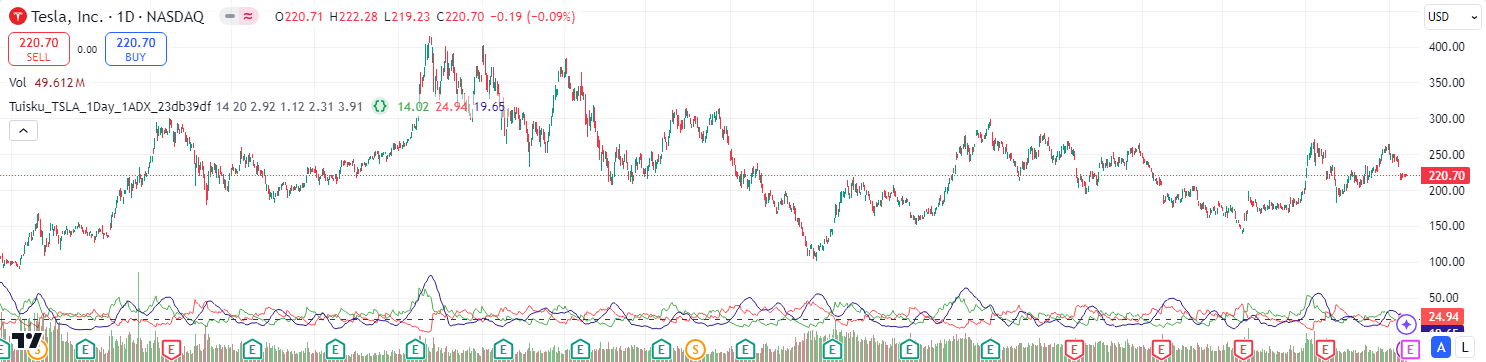 Tesla, Inc. · 1D · NASDAQ O220.71 H222.28 L219.23 C220.70 −0.19 (−0.09%)
USD
220.70 SELL 0.00 220.70 BUY
Vol 49.612M
Tuisku_TSLA_1Day_1ADX_23db39df 14 20 2.92 1.12 2.31 3.91 {} 14.02 24.94 19.65
400.00
350.00
300.00
250.00
220.70
200.00
150.00
100.00
50.00
24.94
E S E E E E E E E E S E E E E E E E E E
A L